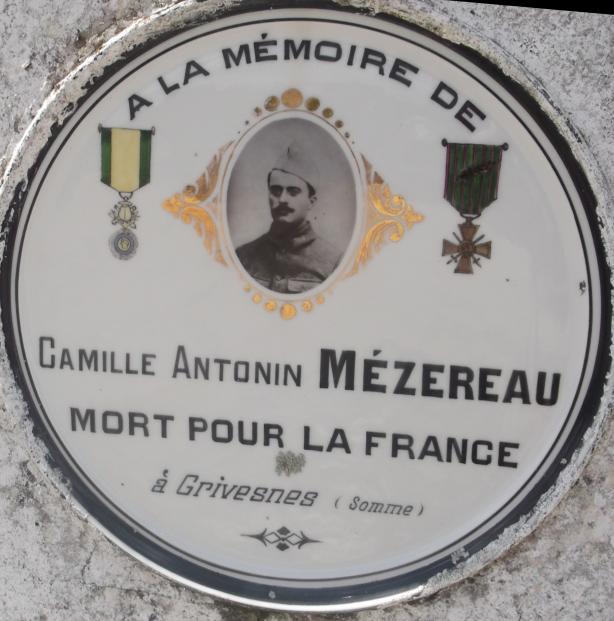 A LA MÉMOIRE DE
CAMILLE ANTONIN MÉZEREAU
MORT POUR LA FRANCE
à Grivesnes (Somme)